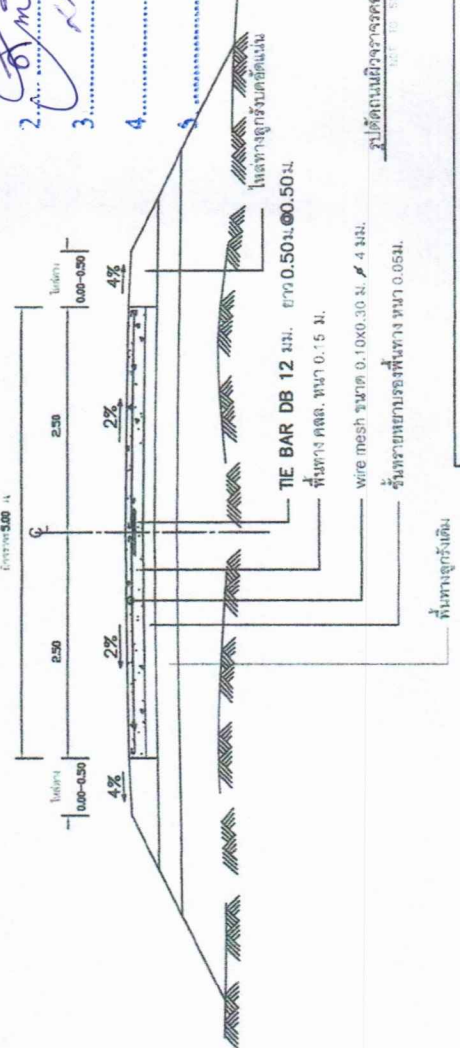 2
3
4
5
ผิวจราจร 5.00 ม.
ไหล่ทาง 2.50 2.50 ไหล่ทาง
0.00-0.50 0.00-0.50
4% 2% 2% 4%
ไหล่ทางลูกรังบดอัดแน่น
TIE BAR DB 12 มม. ยาว 0.50ม.@0.50ม.
พื้นทาง คสล. หนา 0.15 ม.
wire mesh ขนาด 0.10x0.30 ม. ø 4 มม.
ชั้นทรายหยาบรองพื้นทาง หนา 0.05ม.
พื้นทางลูกรังเดิม
รูปตัดถนนผิวจราจรคส
NOT TO S